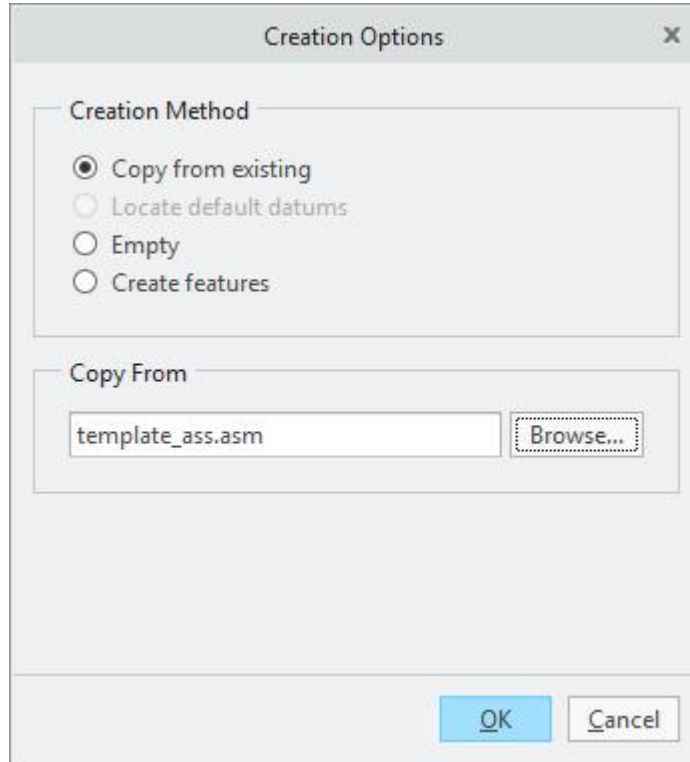 Creation Options
Creation Method
Copy from existing
Locate default datums
Empty
Create features
Copy From
template_ass.asm
Browse...
OK
Cancel